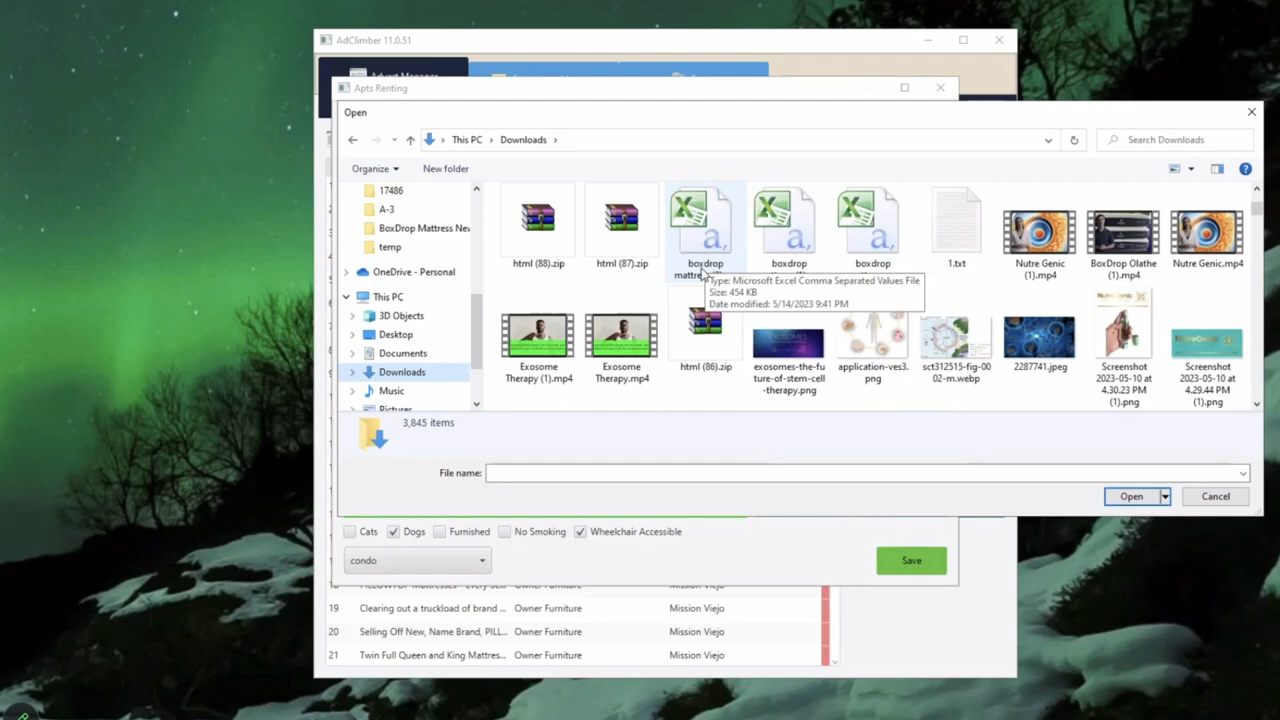 AdClimber 11.0.51
Advert Manager
Apts Renting
Open
This PC
Downloads
Search Downloads
Organize
New folder
17486
A-3
BoxDrop Mattress New
temp
OneDrive - Personal
This PC
3D Objects
Desktop
Documents
Downloads
Music
Pictures
html (88).zip
html (87).zip
boxdrop
boxdrop
boxdrop
1.txt
Nutre Genic
(1).mp4
BoxDrop Olathe
(1).mp4
Nutre Genic.mp4
Type: Microsoft Excel Comma Separated Values File
Size: 454 KB
Date modified: 5/14/2023 9:41 PM
Exosome
Therapy (1).mp4
Exosome
Therapy.mp4
html (86).zip
exosomes-the-fu
ture-of-stem-cell
-therapy.png
application-ves3.
png
sct312515-fig-00
02-m.webp
2287741.jpeg
Screenshot
2023-05-10 at
4.30.23 PM
(1).png
Screenshot
2023-05-10 at
4.29.44 PM
(1).png
3,845 items
File name:
Open
Cancel
Cats
Dogs
Furnished
No Smoking
Wheelchair Accessible
condo
Save
19 Clearing out a truckload of brand ... Owner Furniture Mission Viejo
20 Selling Off New, Name Brand, PILL... Owner Furniture Mission Viejo
21 Twin Full Queen and King Mattres... Owner Furniture Mission Viejo